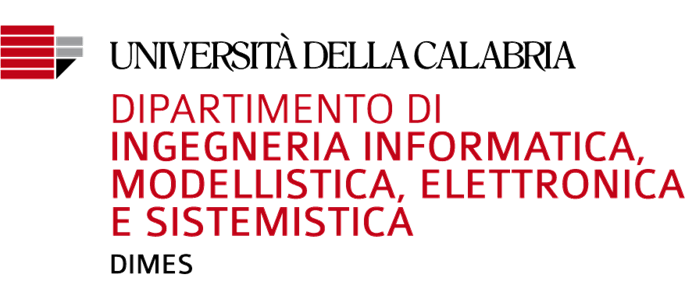 UNIVERSITÀ DELLA CALABRIA
DIPARTIMENTO DI
INGEGNERIA INFORMATICA,
MODELLISTICA, ELETTRONICA
E SISTEMISTICA
DIMES